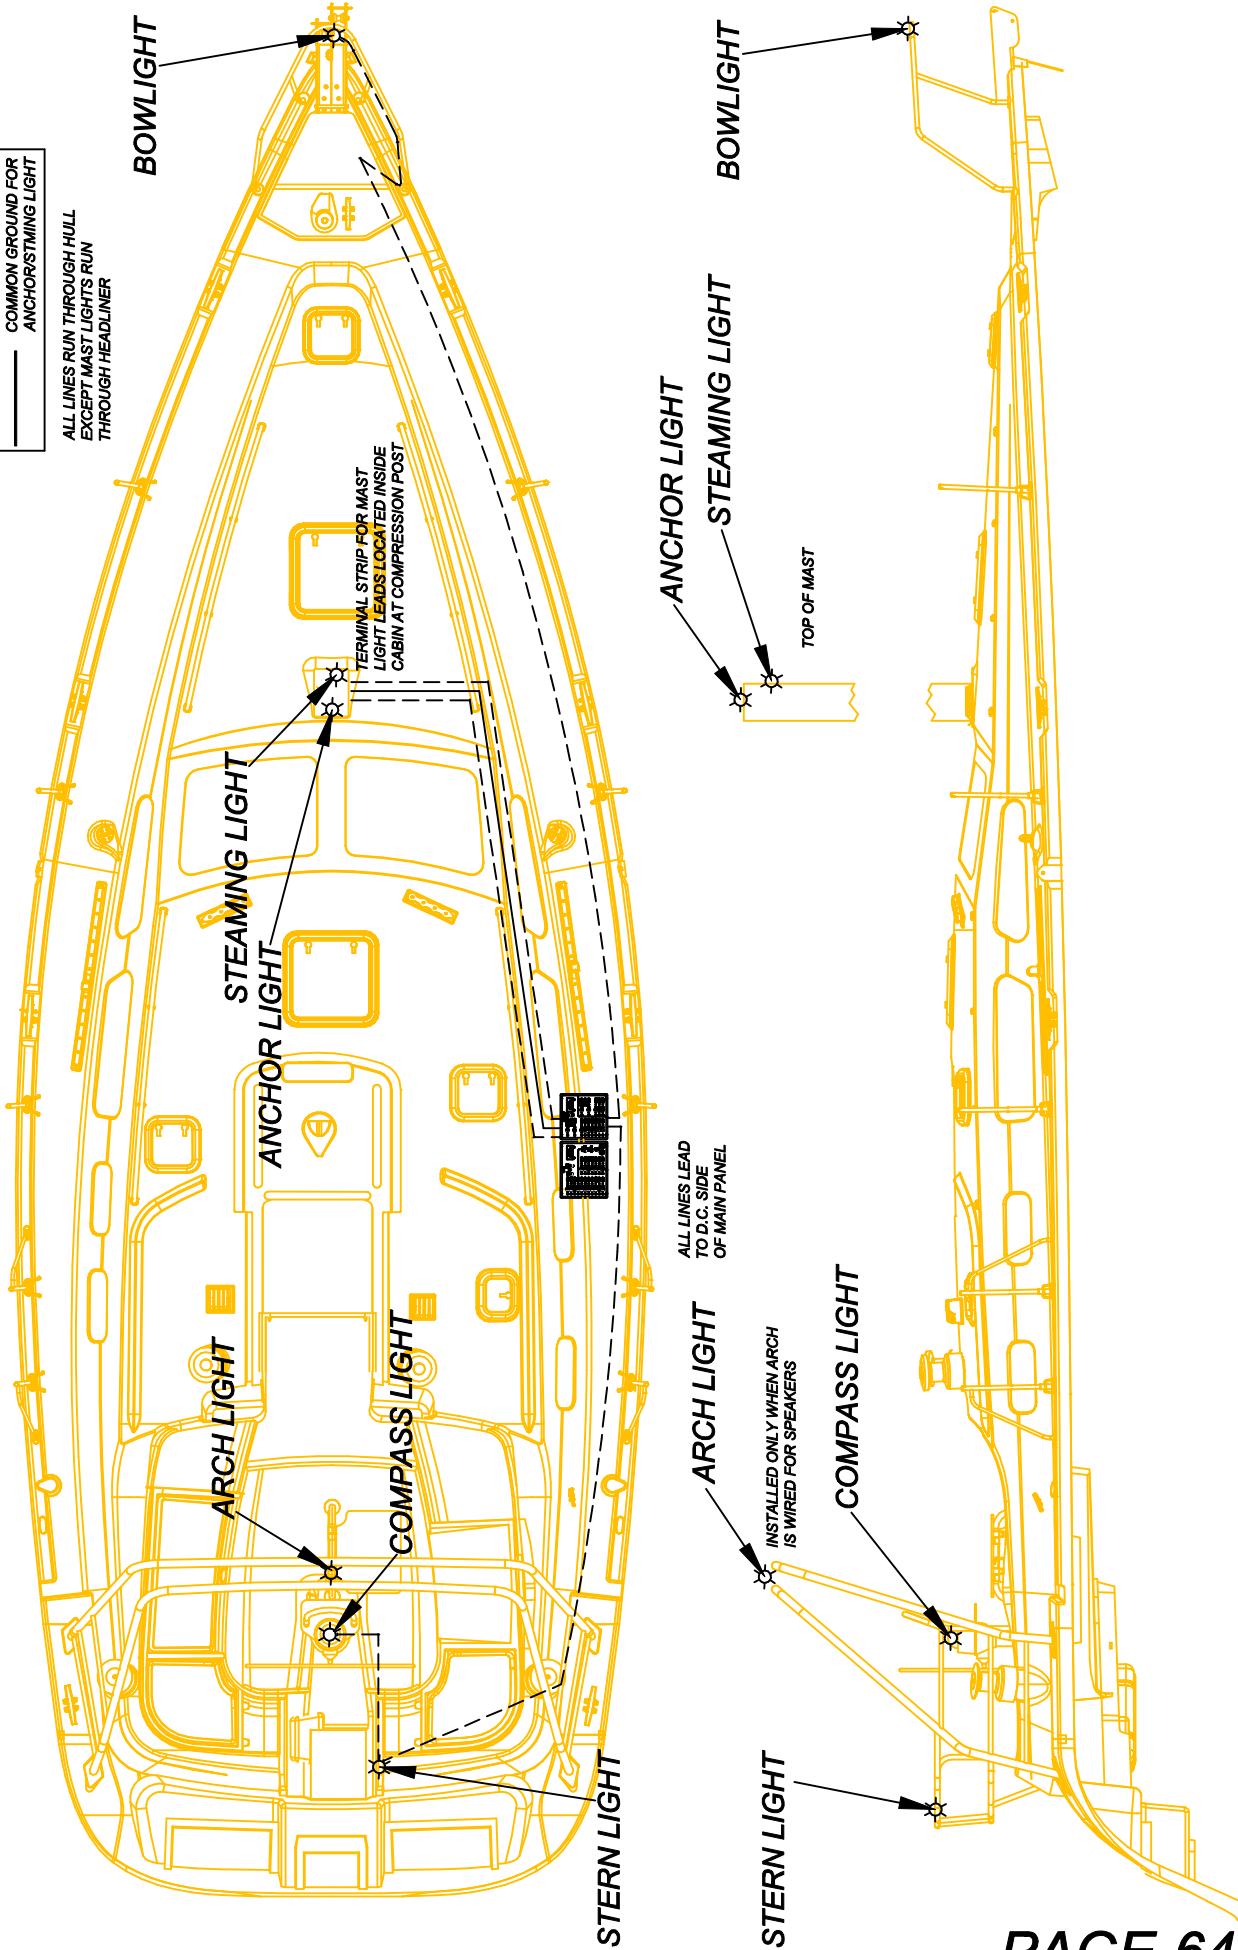 COMMON GROUND FOR
ANCHOR/STMING LIGHT
ALL LINES RUN THROUGH HULL
EXCEPT MAST LIGHTS RUN
THROUGH HEADLINER
BOWLIGHT
TERMINAL STRIP FOR MAST
LIGHT LEADS LOCATED INSIDE
CABIN AT COMPRESSION POST
STEAMING LIGHT
ANCHOR LIGHT
ARCH LIGHT
COMPASS LIGHT
STERN LIGHT
BOWLIGHT
ANCHOR LIGHT
STEAMING LIGHT
TOP OF MAST
ALL LINES LEAD
TO D.C. SIDE
OF MAIN PANEL
ARCH LIGHT
INSTALLED ONLY WHEN ARCH
IS WIRED FOR SPEAKERS
COMPASS LIGHT
STERN LIGHT
PAGE 64